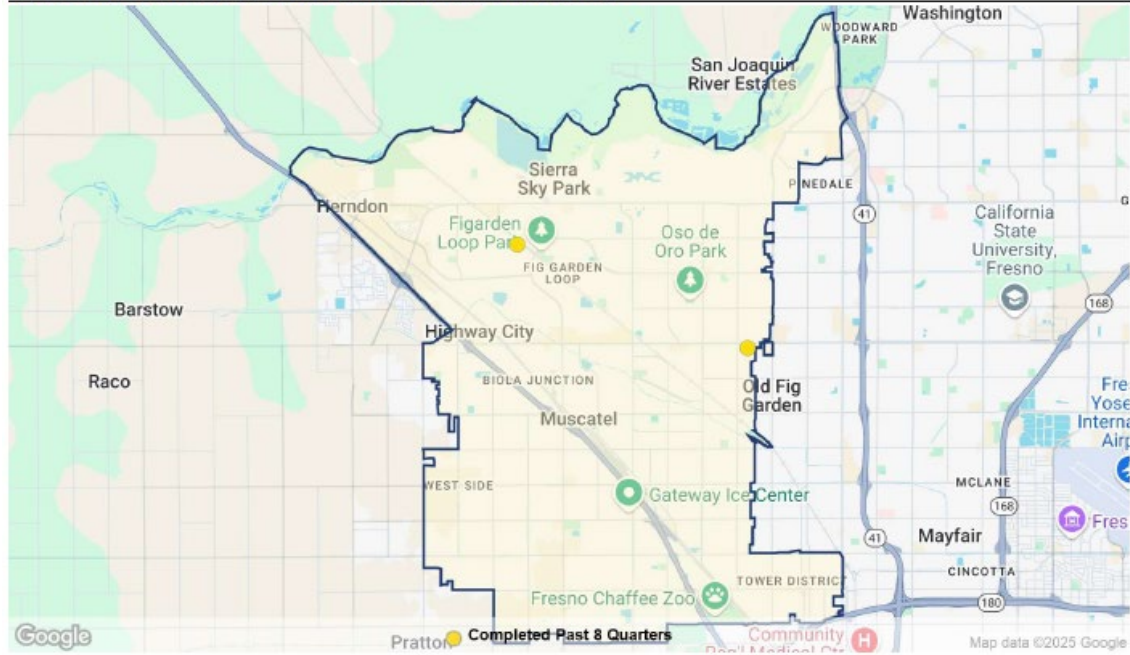 Washington
WOODWARD
PARK
San Joaquin
River Estates
Sierra
Sky Park
PINEDALE
Herndon
41
Figarden
Loop Park
Oso de
Oro Park
California
State
University,
Fresno
FIG GARDEN
LOOP
168
Barstow
Highway City
Raco
BIOLA JUNCTION
Old Fig
Garden
Fre
Yose
Interna
Airp
Muscatel
WEST SIDE
Gateway Ice Center
MCLANE
168
Fres
41
Mayfair
TOWER DISTRICT
CINCOTTA
Fresno Chaffee Zoo
180
Google
Pratton
Completed Past 8 Quarters
Community
Map data ©2025 Google